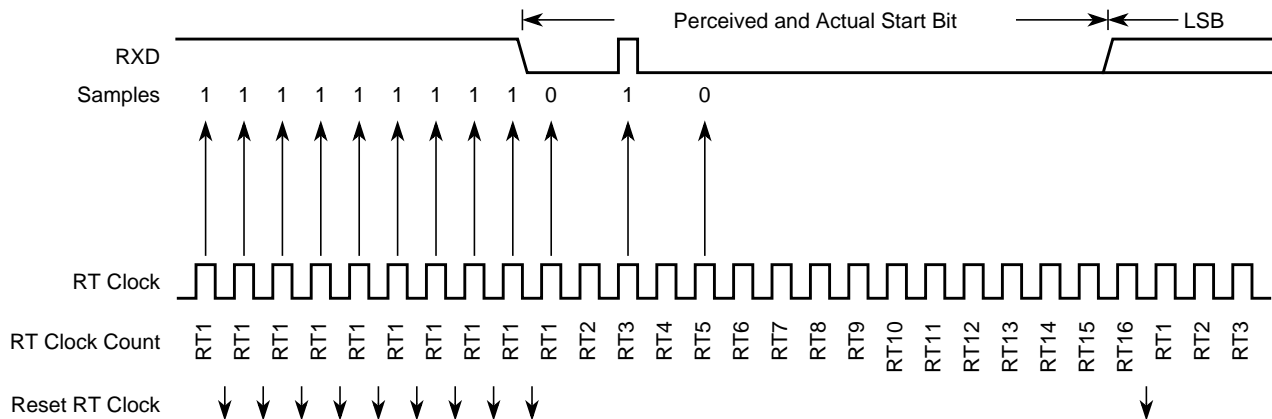 Perceived and Actual Start Bit LSB
RXD
Samples 1 1 1 1 1 1 1 1 1 0 1 0
RT Clock
RT Clock Count RT1 RT1 RT1 RT1 RT1 RT1 RT1 RT1 RT1 RT1 RT2 RT3 RT4 RT5 RT6 RT7 RT8 RT9 RT10 RT11 RT12 RT13 RT14 RT15 RT16 RT1 RT2 RT3
Reset RT Clock